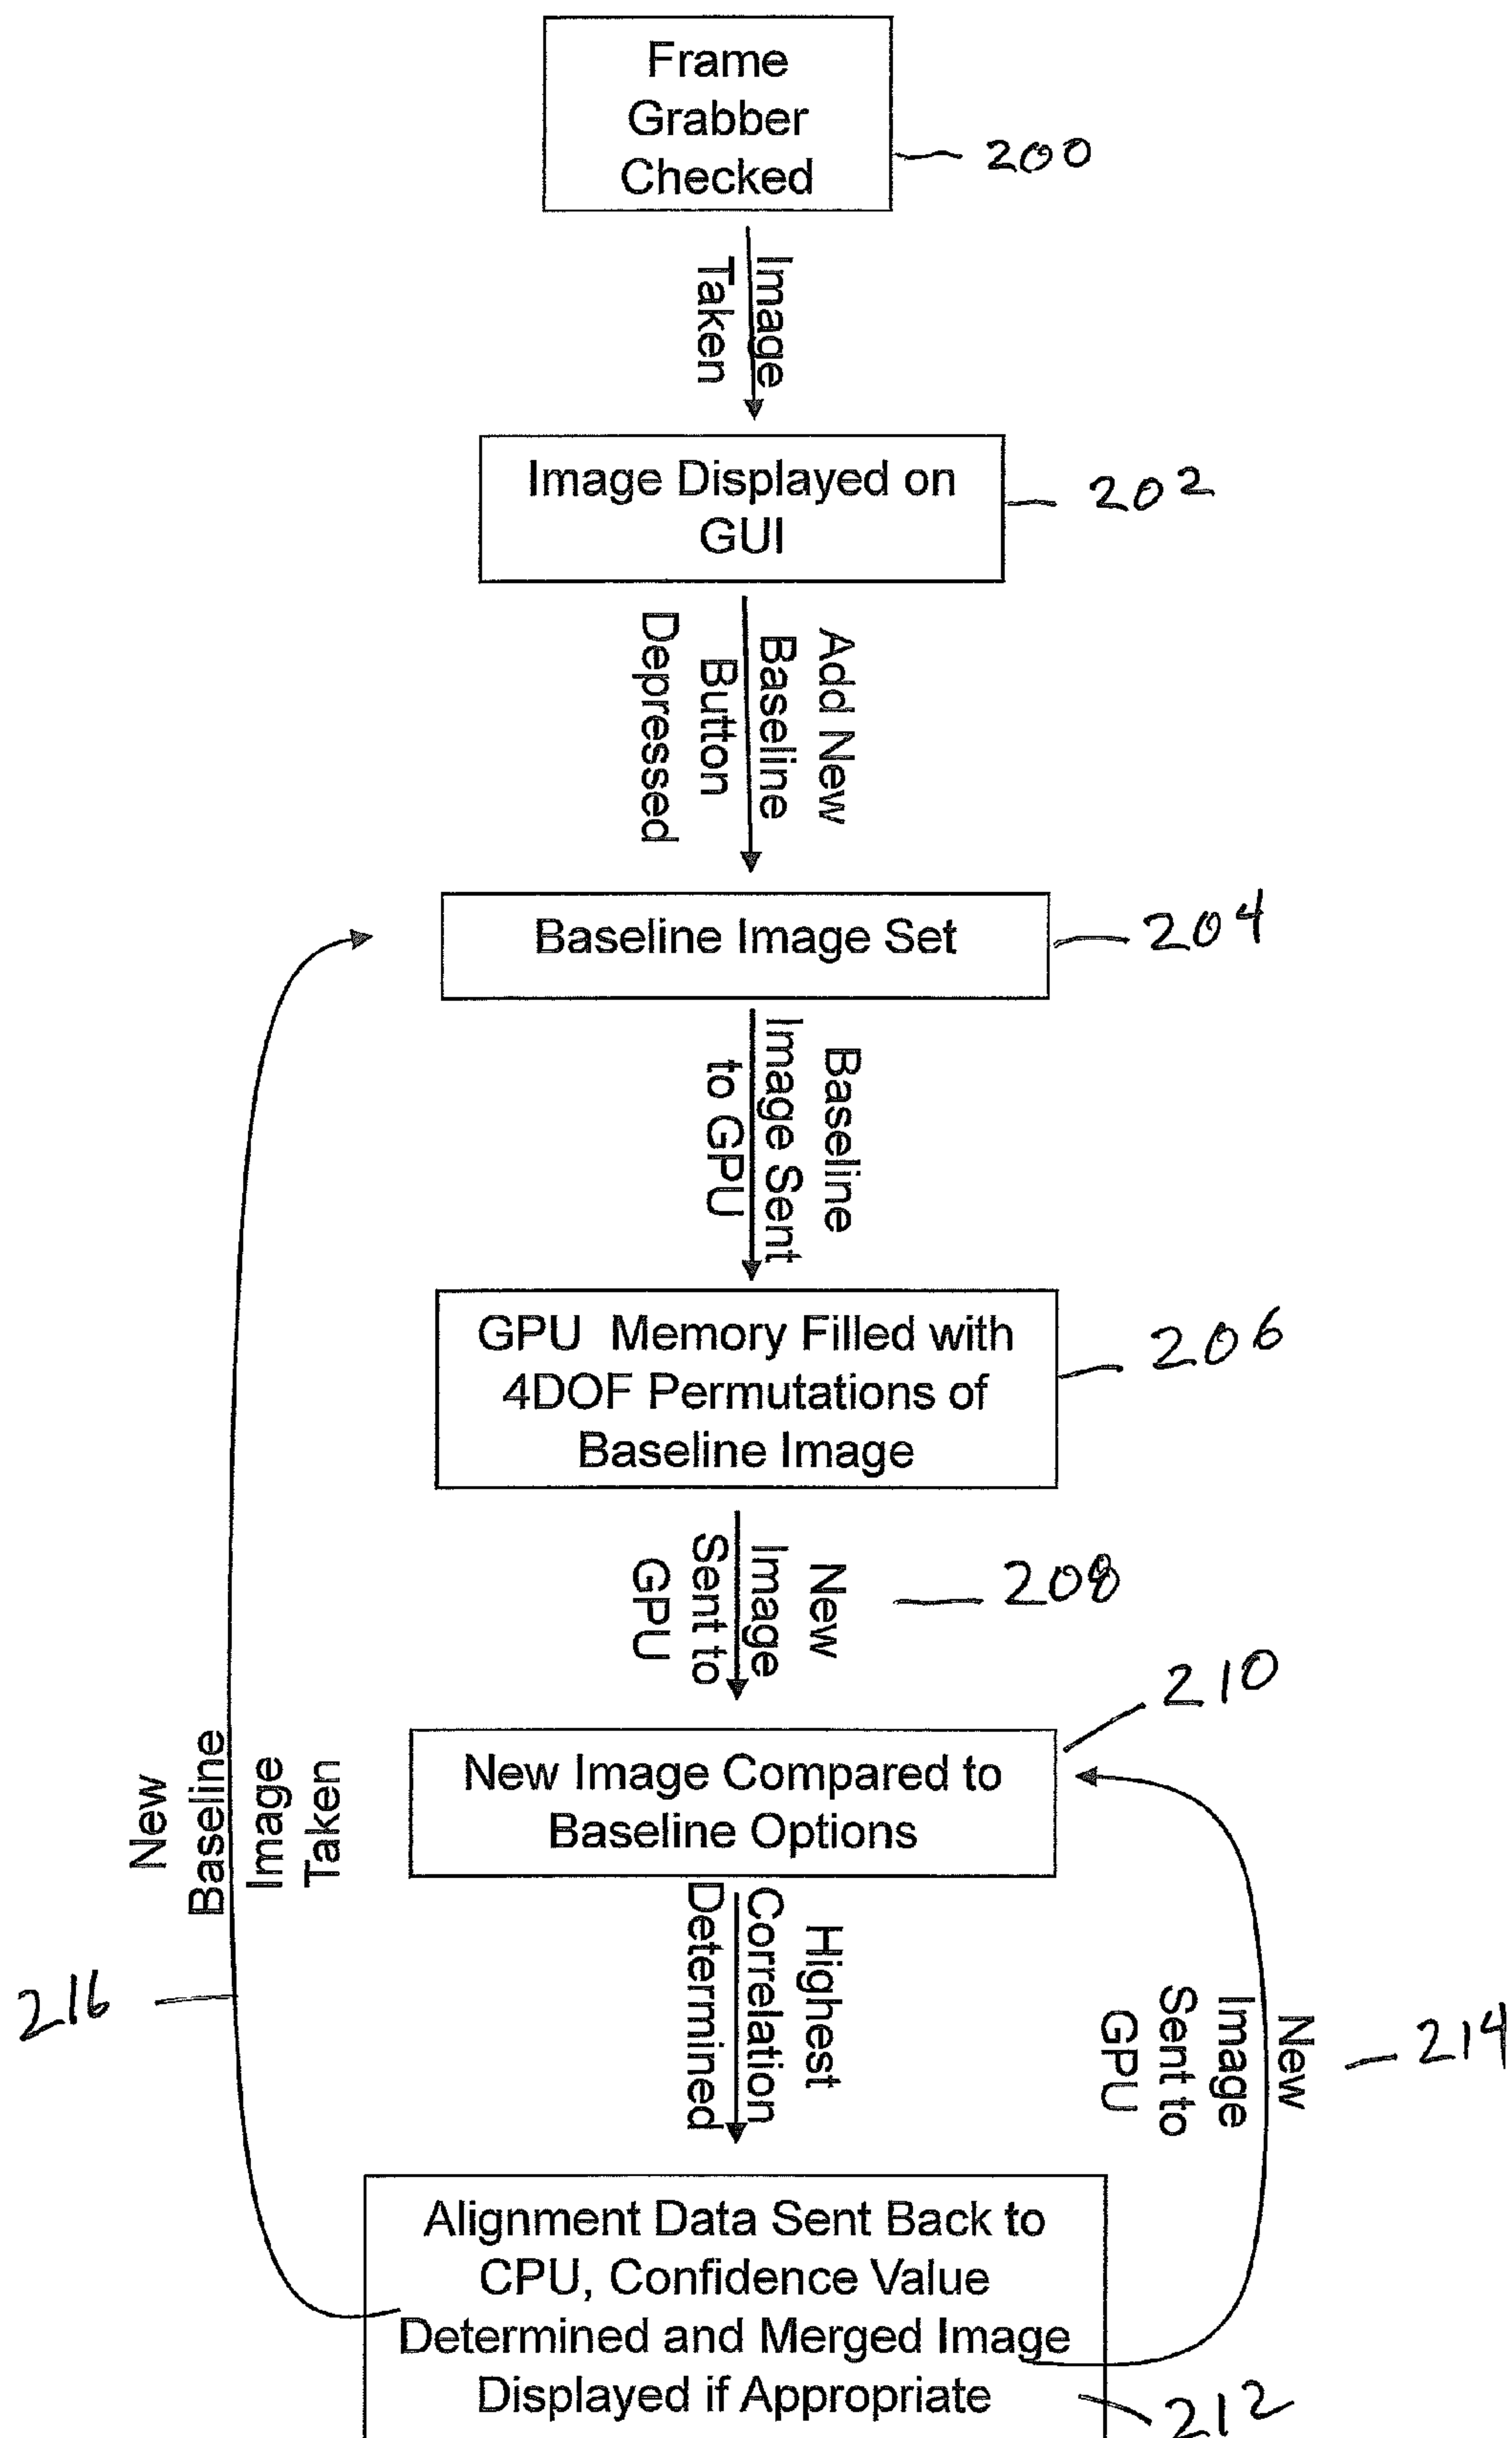 Frame
Grabber
Checked
200
Image
Taken
Image Displayed on
GUI
202
Add New
Baseline
Button
Depressed
Baseline Image Set
204
Baseline
Image Sent
to GPU
GPU Memory Filled with
4DOF Permutations of
Baseline Image
206
New
Image
Sent to
GPU
208
New Image Compared to
Baseline Options
210
Highest
Correlation
Determined
Alignment Data Sent Back to
CPU, Confidence Value
Determined and Merged Image
Displayed if Appropriate
212
New
Image
Sent to
GPU
214
New
Baseline
Image
Taken
216